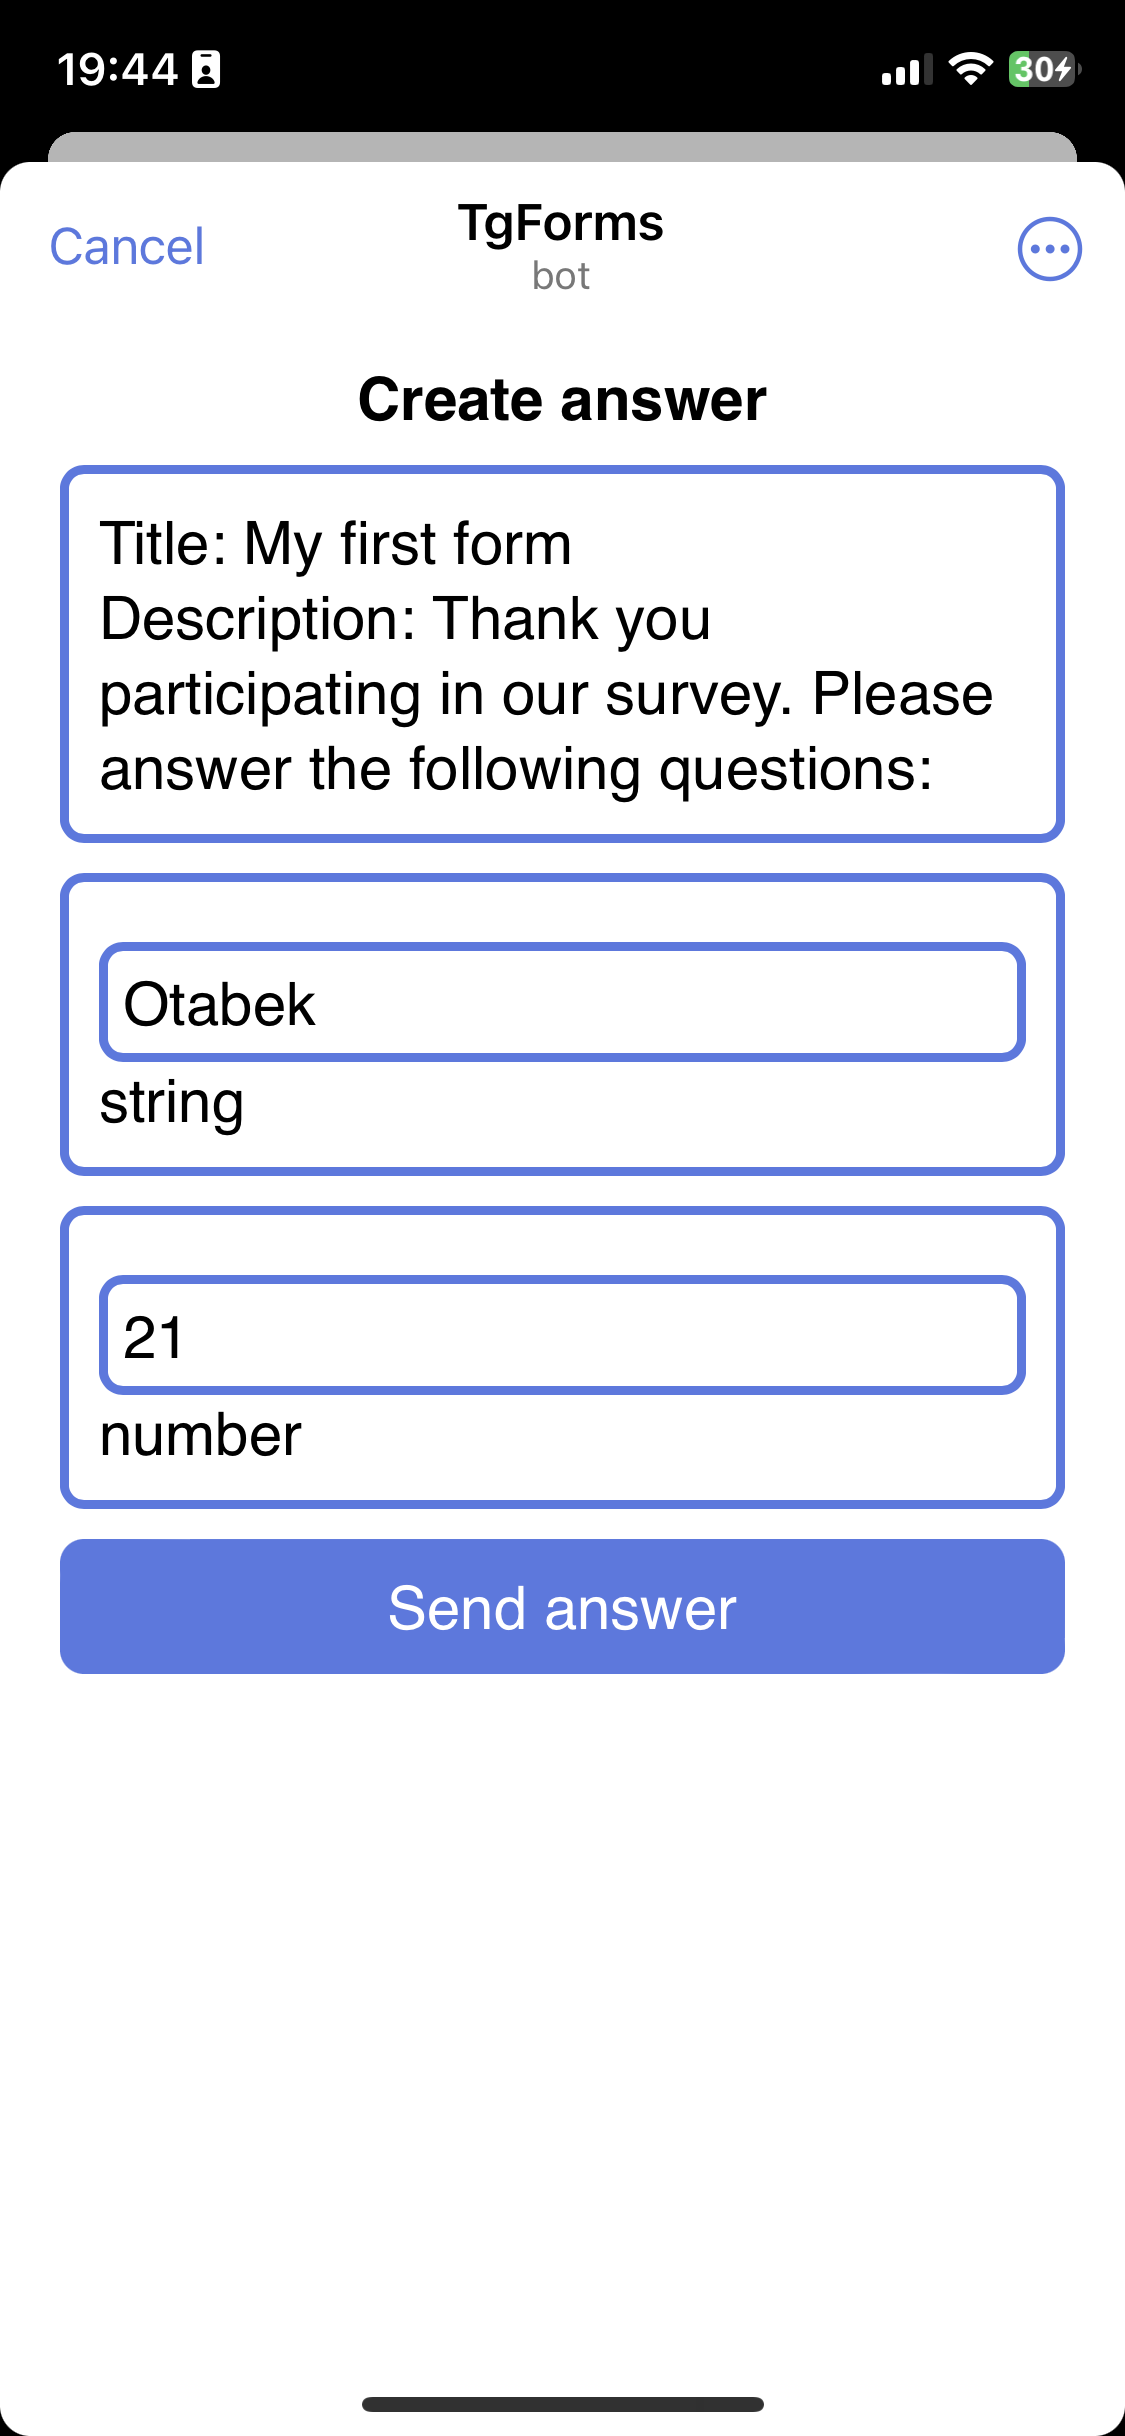 19:44
30
Cancel
TgForms
bot
Create answer
Title: My first form
Description: Thank you
participating in our survey. Please
answer the following questions:
Otabek
string
21
number
Send answer